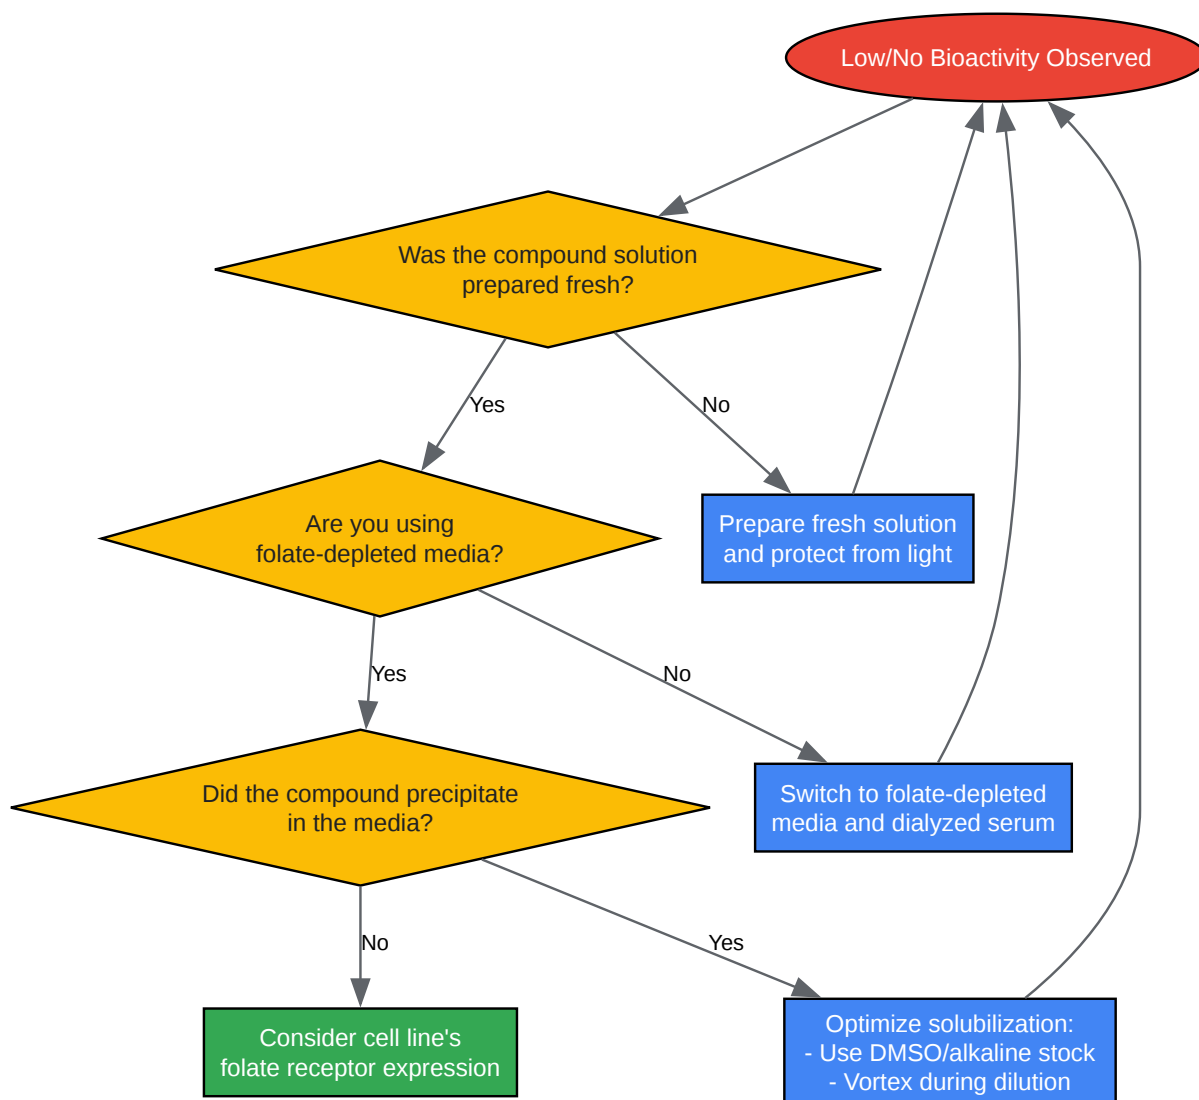 Low/No Bioactivity Observed
Was the compound solution
prepared fresh?
Yes
No
Are you using
folate-depleted media?
Prepare fresh solution
and protect from light
Yes
No
Did the compound precipitate
in the media?
Switch to folate-depleted
media and dialyzed serum
No
Yes
Consider cell line's
folate receptor expression
Optimize solubilization:
- Use DMSO/alkaline stock
- Vortex during dilution